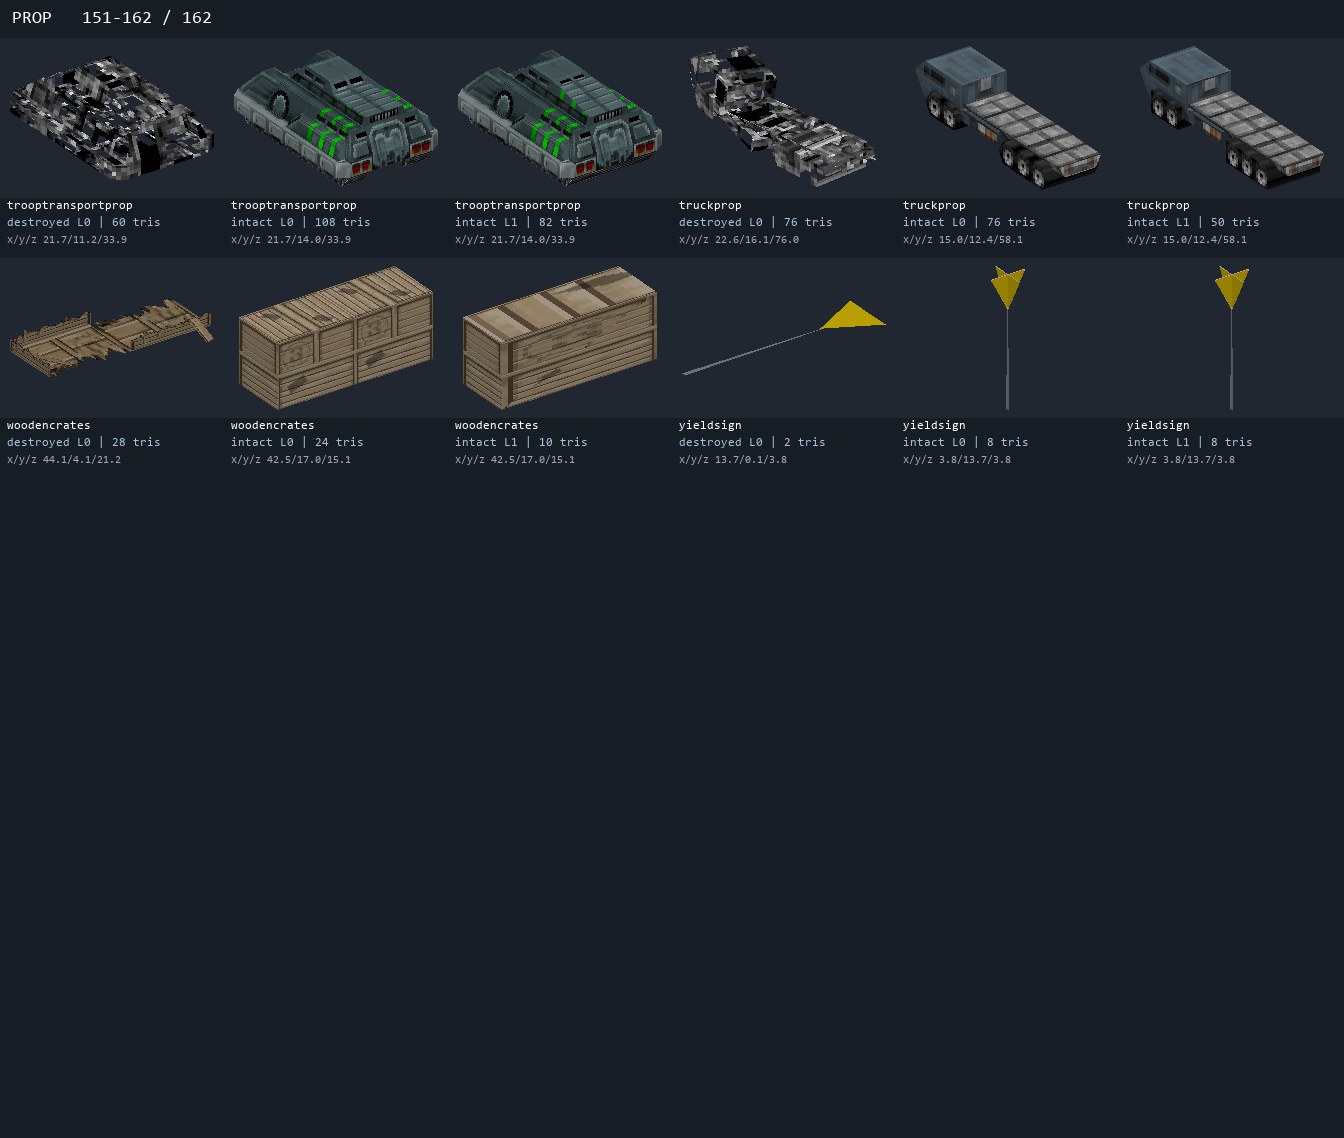 PROP 151-162 / 162
trooptransportprop
destroyed L0 | 60 tris
x/y/z 21.7/11.2/33.9
trooptransportprop
intact L0 | 108 tris
x/y/z 21.7/14.0/33.9
trooptransportprop
intact L1 | 82 tris
x/y/z 21.7/14.0/33.9
truckprop
destroyed L0 | 76 tris
x/y/z 22.6/16.1/76.0
truckprop
intact L0 | 76 tris
x/y/z 15.0/12.4/58.1
truckprop
intact L1 | 50 tris
x/y/z 15.0/12.4/58.1
woodencrates
destroyed L0 | 28 tris
x/y/z 44.1/4.1/21.2
woodencrates
intact L0 | 24 tris
x/y/z 42.5/17.0/15.1
woodencrates
intact L1 | 10 tris
x/y/z 42.5/17.0/15.1
yieldsign
destroyed L0 | 2 tris
x/y/z 13.7/0.1/3.8
yieldsign
intact L0 | 8 tris
x/y/z 3.8/13.7/3.8
yieldsign
intact L1 | 8 tris
x/y/z 3.8/13.7/3.8